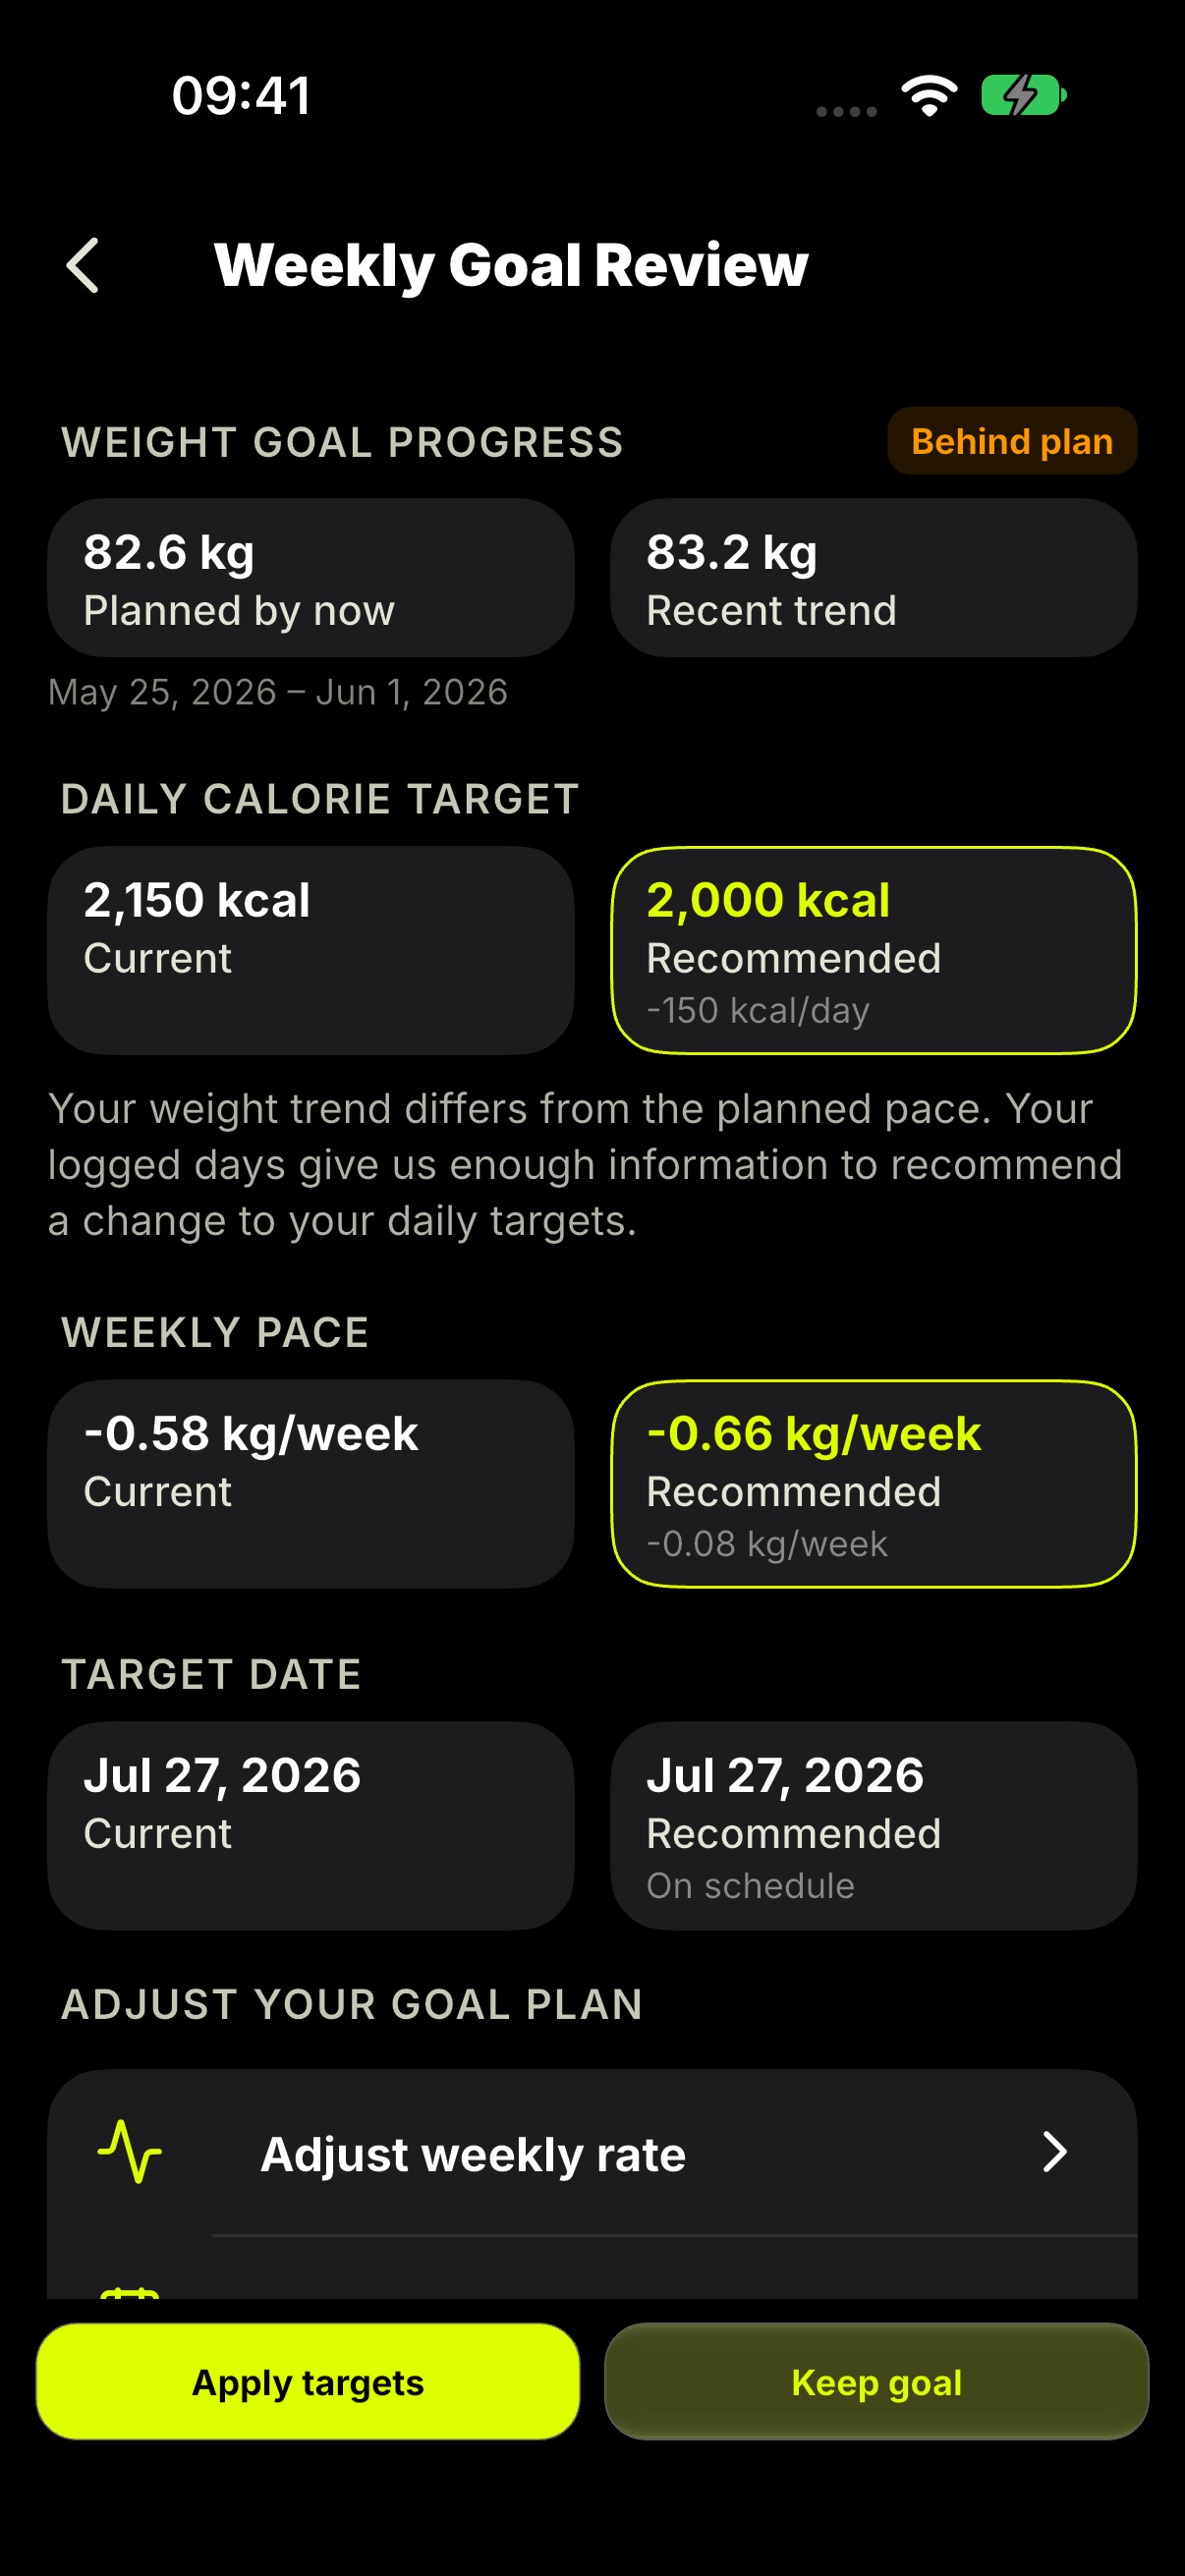 09:41
Weekly Goal Review
WEIGHT GOAL PROGRESS
Behind plan
82.6 kg
Planned by now
83.2 kg
Recent trend
May 25, 2026 – Jun 1, 2026
DAILY CALORIE TARGET
2,150 kcal
Current
2,000 kcal
Recommended
-150 kcal/day
Your weight trend differs from the planned pace. Your
logged days give us enough information to recommend
a change to your daily targets.
WEEKLY PACE
-0.58 kg/week
Current
-0.66 kg/week
Recommended
-0.08 kg/week
TARGET DATE
Jul 27, 2026
Current
Jul 27, 2026
Recommended
On schedule
ADJUST YOUR GOAL PLAN
Adjust weekly rate
Apply targets
Keep goal